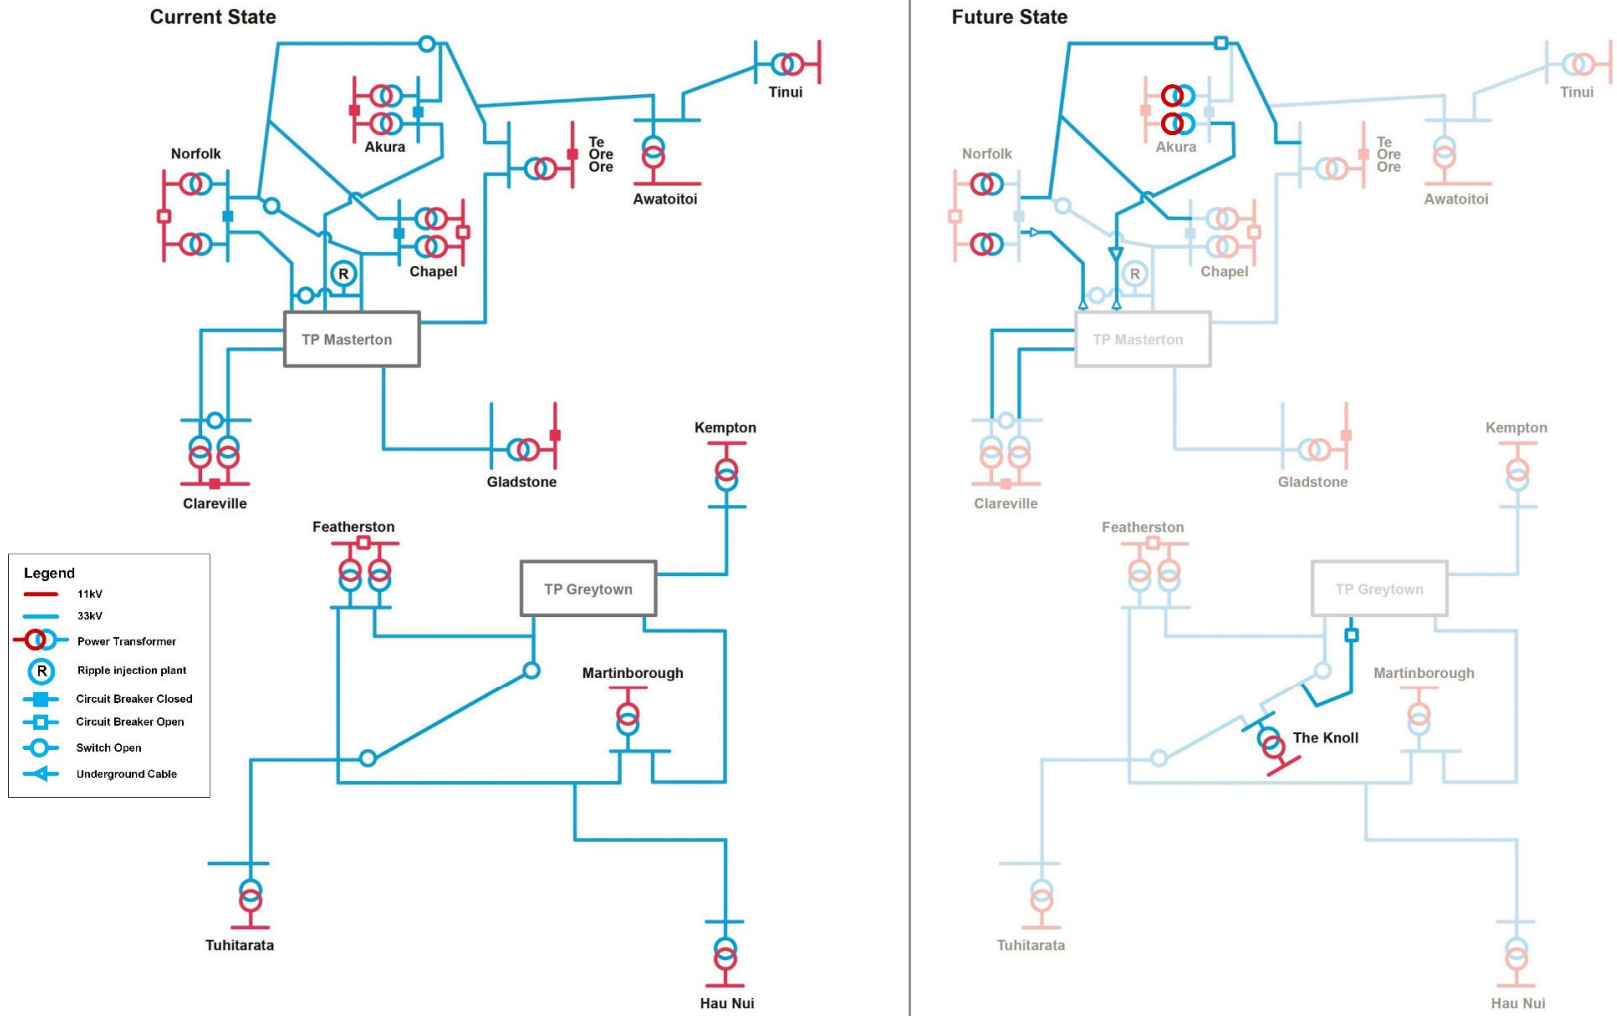 Current State
Tinui
Akura
Te
Ore
Ore
Norfolk
Awatoitoi
R
Chapel
TP Masterton
Kempton
Gladstone
Clareville
Featherston
TP Greytown
Martinborough
Tuhitarata
Hau Nui
Legend
11kV
33kV
Power Transformer
R
Ripple injection plant
Circuit Breaker Closed
Circuit Breaker Open
Switch Open
Underground Cable
Future State
Tinui
Akura
Te
Ore
Ore
Norfolk
Awatoitoi
R
Chapel
TP Masterton
Kempton
Gladstone
Clareville
Featherston
TP Greytown
Martinborough
The Knoll
Tuhitarata
Hau Nui